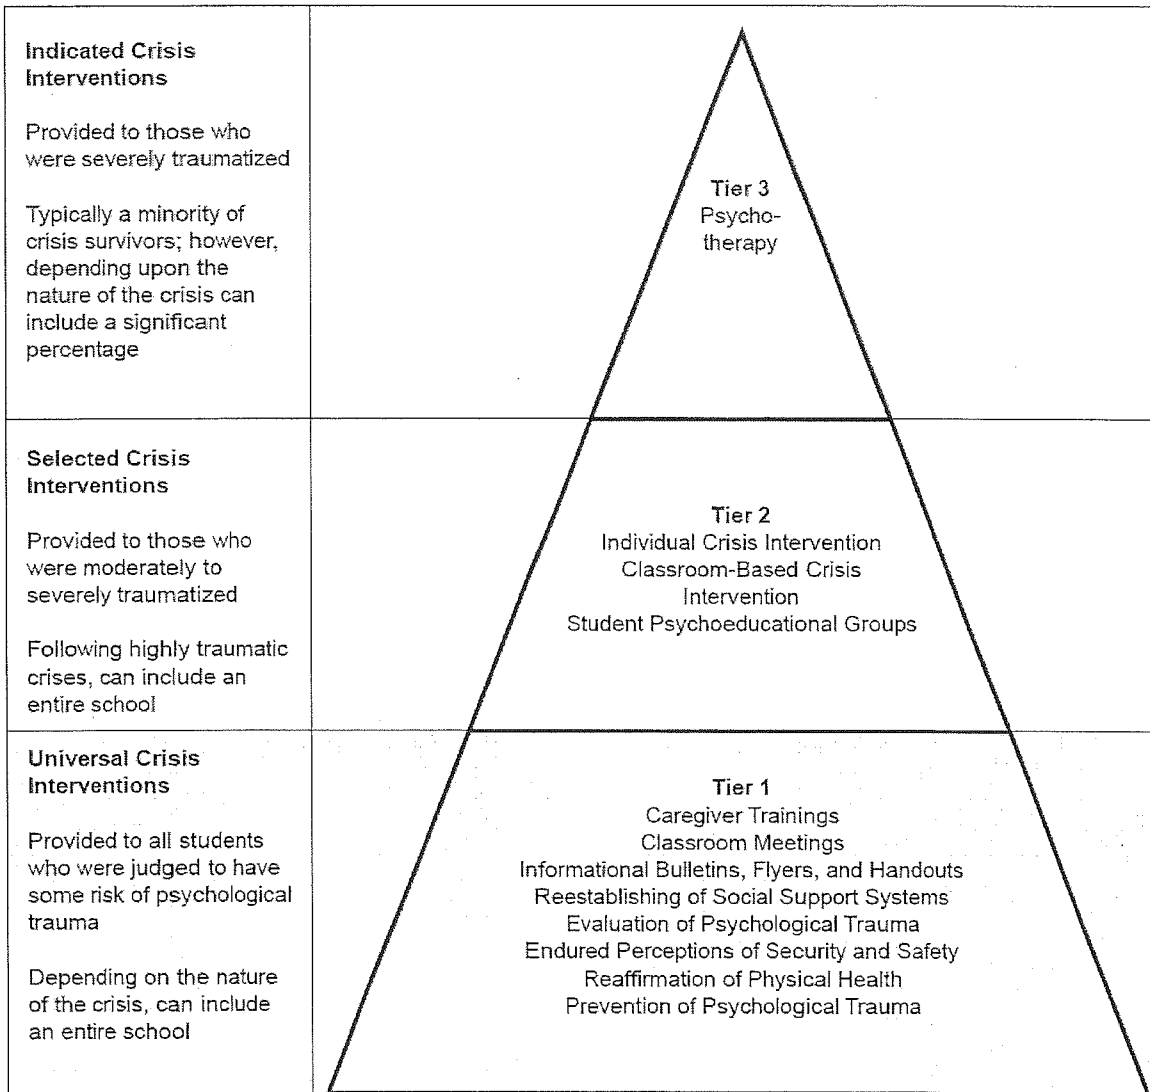 Indicated Crisis
Interventions
Provided to those who
were severely traumatized
Typically a minority of
crisis survivors; however,
depending upon the
nature of the crisis can
include a significant
percentage
Tier 3
Psycho-
therapy
Selected Crisis
Interventions
Provided to those who
were moderately to
severely traumatized
Following highly traumatic
crises, can include an
entire school
Tier 2
Individual Crisis Intervention
Classroom-Based Crisis
Intervention
Student Psychoeducational Groups
Universal Crisis
Interventions
Provided to all students
who were judged to have
some risk of psychological
trauma
Depending on the nature
of the crisis, can include
an entire school
Tier 1
Caregiver Trainings
Classroom Meetings
Informational Bulletins, Flyers, and Handouts
Reestablishing of Social Support Systems
Evaluation of Psychological Trauma
Endured Perceptions of Security and Safety
Reaffirmation of Physical Health
Prevention of Psychological Trauma